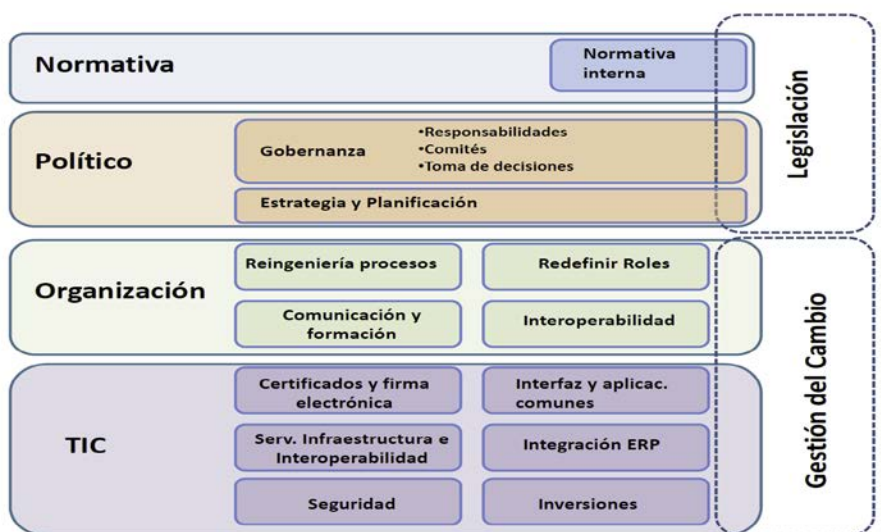 Normativa
Normativa
interna
Político
Gobernanza
•Responsabilidades
•Comités
•Toma de decisiones
Estrategia y Planificación
Legislación
Organización
Reingeniería procesos
Redefinir Roles
Comunicación y
formación
Interoperabilidad
TIC
Certificados y firma
electrónica
Interfaz y aplicac.
comunes
Serv. Infraestructura e
Interoperabilidad
Integración ERP
Seguridad
Inversiones
Gestión del Cambio